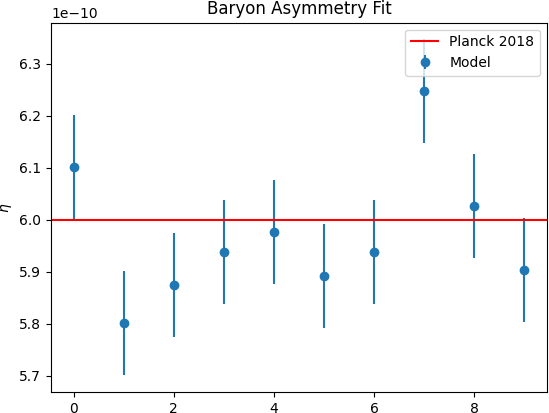 Baryon Asymmetry Fit
1e−10
Planck 2018
Model
6.3
6.2
6.1
6.0
5.9
5.8
5.7
η
0 2 4 6 8